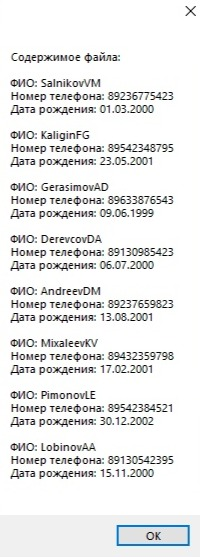 Содержимое файла:
ФИО: SalnikovVM
Номер телефона: 89236775423
Дата рождения: 01.03.2000
ФИО: KaliginFG
Номер телефона: 89542348795
Дата рождения: 23.05.2001
ФИО: GerasimovAD
Номер телефона: 89633876543
Дата рождения: 09.06.1999
ФИО: DerevcovDA
Номер телефона: 89130985423
Дата рождения: 06.07.2000
ФИО: AndreevDM
Номер телефона: 89237659823
Дата рождения: 13.08.2001
ФИО: MixaleevKV
Номер телефона: 89432359798
Дата рождения: 17.02.2001
ФИО: PimonovLE
Номер телефона: 89542384521
Дата рождения: 30.12.2002
ФИО: LobinovAA
Номер телефона: 89130542395
Дата рождения: 15.11.2000
OK